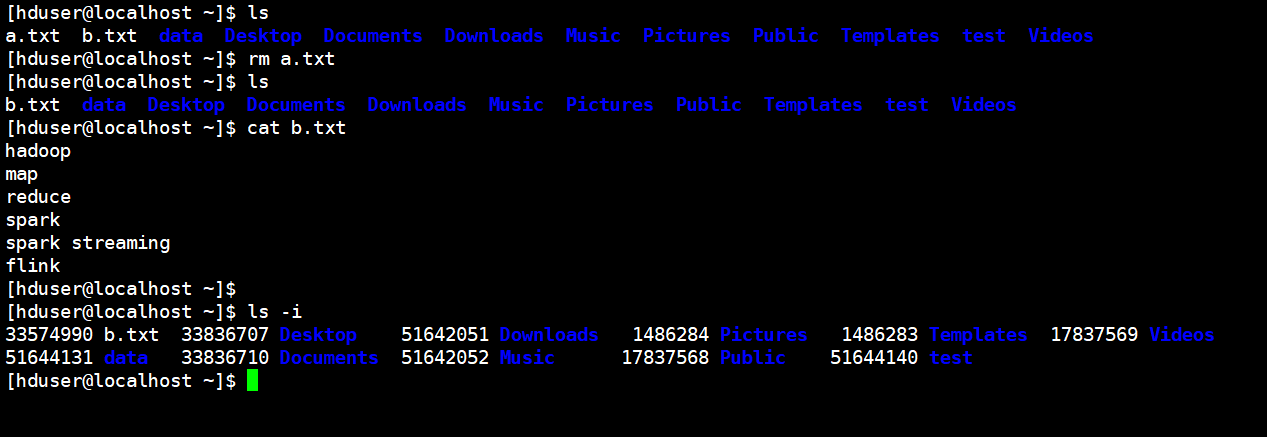 [hduser@localhost ~]$ ls
a.txt  b.txt  data  Desktop  Documents  Downloads  Music  Pictures  Public  Templates  test  Videos
[hduser@localhost ~]$ rm a.txt
[hduser@localhost ~]$ ls
b.txt  data  Desktop  Documents  Downloads  Music  Pictures  Public  Templates  test  Videos
[hduser@localhost ~]$ cat b.txt
hadoop
map
reduce
spark
spark streaming
flink
[hduser@localhost ~]$
[hduser@localhost ~]$ ls -i
33574990 b.txt  33836707 Desktop    51642051 Downloads   1486284 Pictures   1486283 Templates  17837569 Videos
51644131 data   33836710 Documents  51642052 Music      17837568 Public    51644140 test
[hduser@localhost ~]$